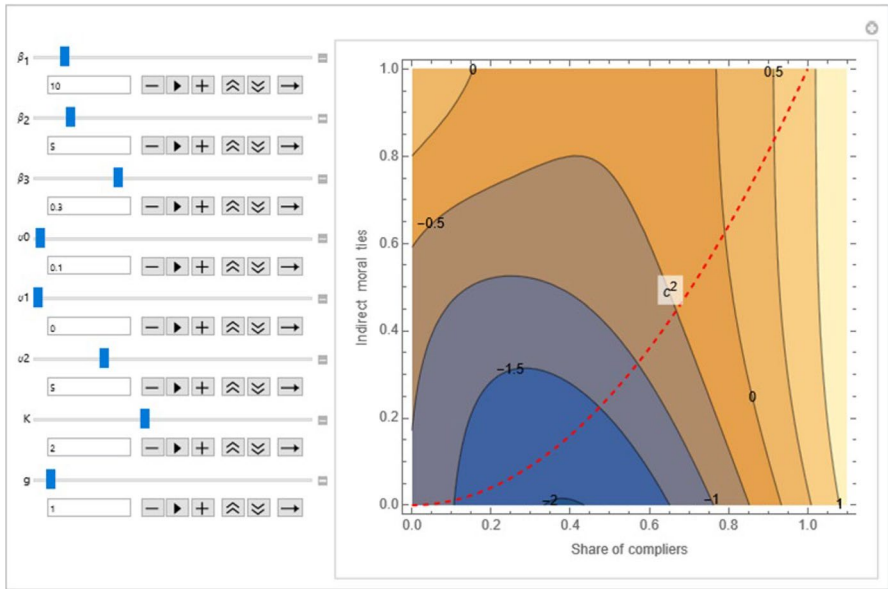 β1
10
β2
5
β3
0.3
υ0
0.1
υ1
0
υ2
5
K
2
g
1
Indirect moral ties
1.0
0.8
0.6
0.4
0.2
0.0
0
0.5
-0.5
c²
-1.5
0
-2
-1
1
0.0 0.2 0.4 0.6 0.8 1.0
Share of compliers